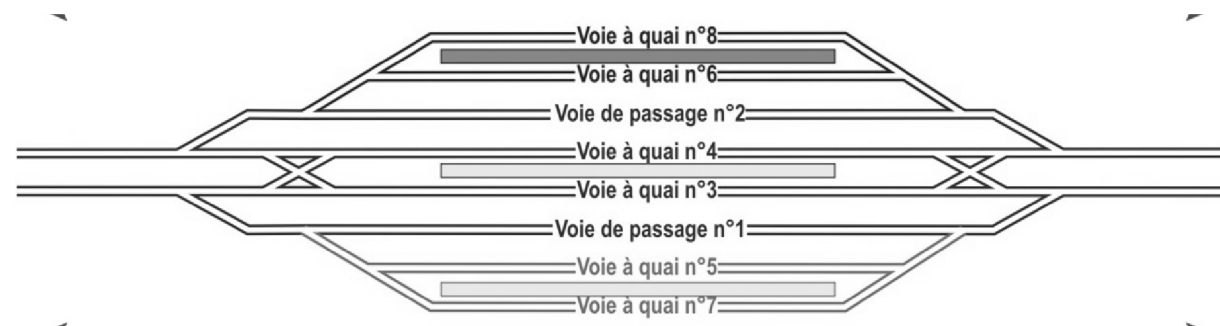 Voie à quai n°8
Voie à quai n°6
Voie de passage n°2
Voie à quai n°4
Voie à quai n°3
Voie de passage n°1
Voie à quai n°5
Voie à quai n°7